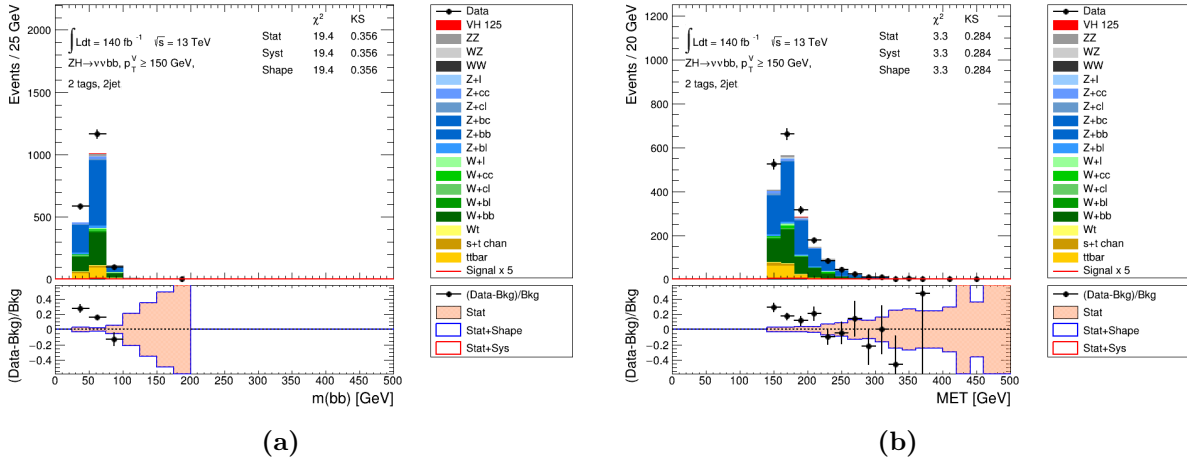 Events / 25 GeV
2000
1500
1000
500
0
∫Ldt = 140 fb⁻¹ √s = 13 TeV
ZH→ννbb, p_T^V ≥ 150 GeV,
2 tags, 2jet
χ² KS
Stat 19.4 0.356
Syst 19.4 0.356
Shape 19.4 0.356
Data
VH 125
ZZ
WZ
WW
Z+l
Z+cc
Z+cl
Z+bc
Z+bb
Z+bl
W+l
W+cc
W+cl
W+bl
W+bb
Wt
s+t chan
ttbar
Signal x 5
(Data-Bkg)/Bkg
0.4
0.2
0
−0.2
−0.4
0 50 100 150 200 250 300 350 400 450 500
m(bb) [GeV]
(Data-Bkg)/Bkg
Stat
Stat+Shape
Stat+Sys
(a)
Events / 20 GeV
1200
1000
800
600
400
200
0
∫Ldt = 140 fb⁻¹ √s = 13 TeV
ZH→ννbb, p_T^V ≥ 150 GeV,
2 tags, 2jet
χ² KS
Stat 3.3 0.284
Syst 3.3 0.284
Shape 3.3 0.284
Data
VH 125
ZZ
WZ
WW
Z+l
Z+cc
Z+cl
Z+bc
Z+bb
Z+bl
W+l
W+cc
W+cl
W+bl
W+bb
Wt
s+t chan
ttbar
Signal x 5
(Data-Bkg)/Bkg
0.4
0.2
0
−0.2
−0.4
0 50 100 150 200 250 300 350 400 450 500
MET [GeV]
(Data-Bkg)/Bkg
Stat
Stat+Shape
Stat+Sys
(b)